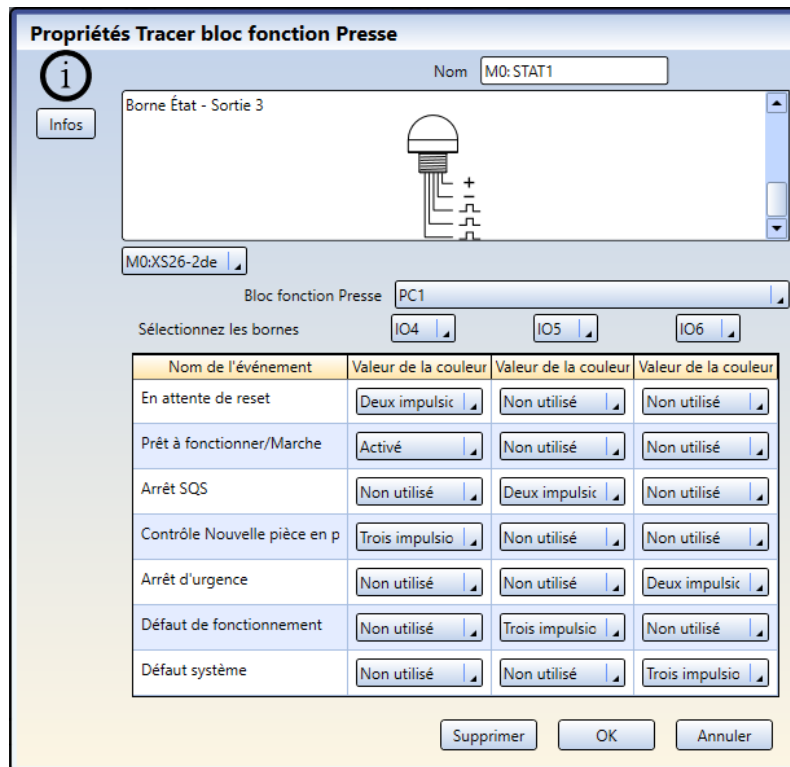 Propriétés Tracer bloc fonction Presse
Nom M0: STAT1
i
Infos
Borne État - Sortie 3
+
−
M0:XS26-2de
Bloc fonction Presse PC1
Sélectionnez les bornes IO4 IO5 IO6
Nom de l'événement Valeur de la couleur Valeur de la couleur Valeur de la couleur
En attente de reset Deux impulsic Non utilisé Non utilisé
Prêt à fonctionner/Marche Activé Non utilisé Non utilisé
Arrêt SQS Non utilisé Deux impulsic Non utilisé
Contrôle Nouvelle pièce en p Trois impulsio Non utilisé Non utilisé
Arrêt d'urgence Non utilisé Non utilisé Deux impulsic
Défaut de fonctionnement Non utilisé Trois impulsio Non utilisé
Défaut système Non utilisé Non utilisé Trois impulsio
Supprimer OK Annuler